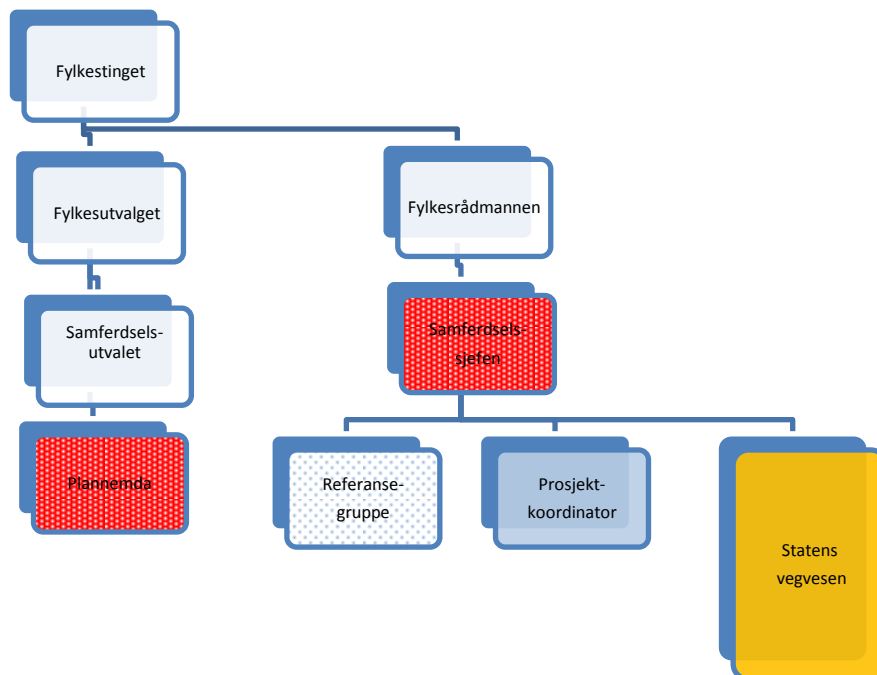 Fylkestinget
Fylkesutvalget
Fylkesrådmannen
Samferdsels-
utvalet
Samferdsels-
sjefen
Plannemda
Referanse-
gruppe
Prosjekt-
koordinator
Statens
vegvesen